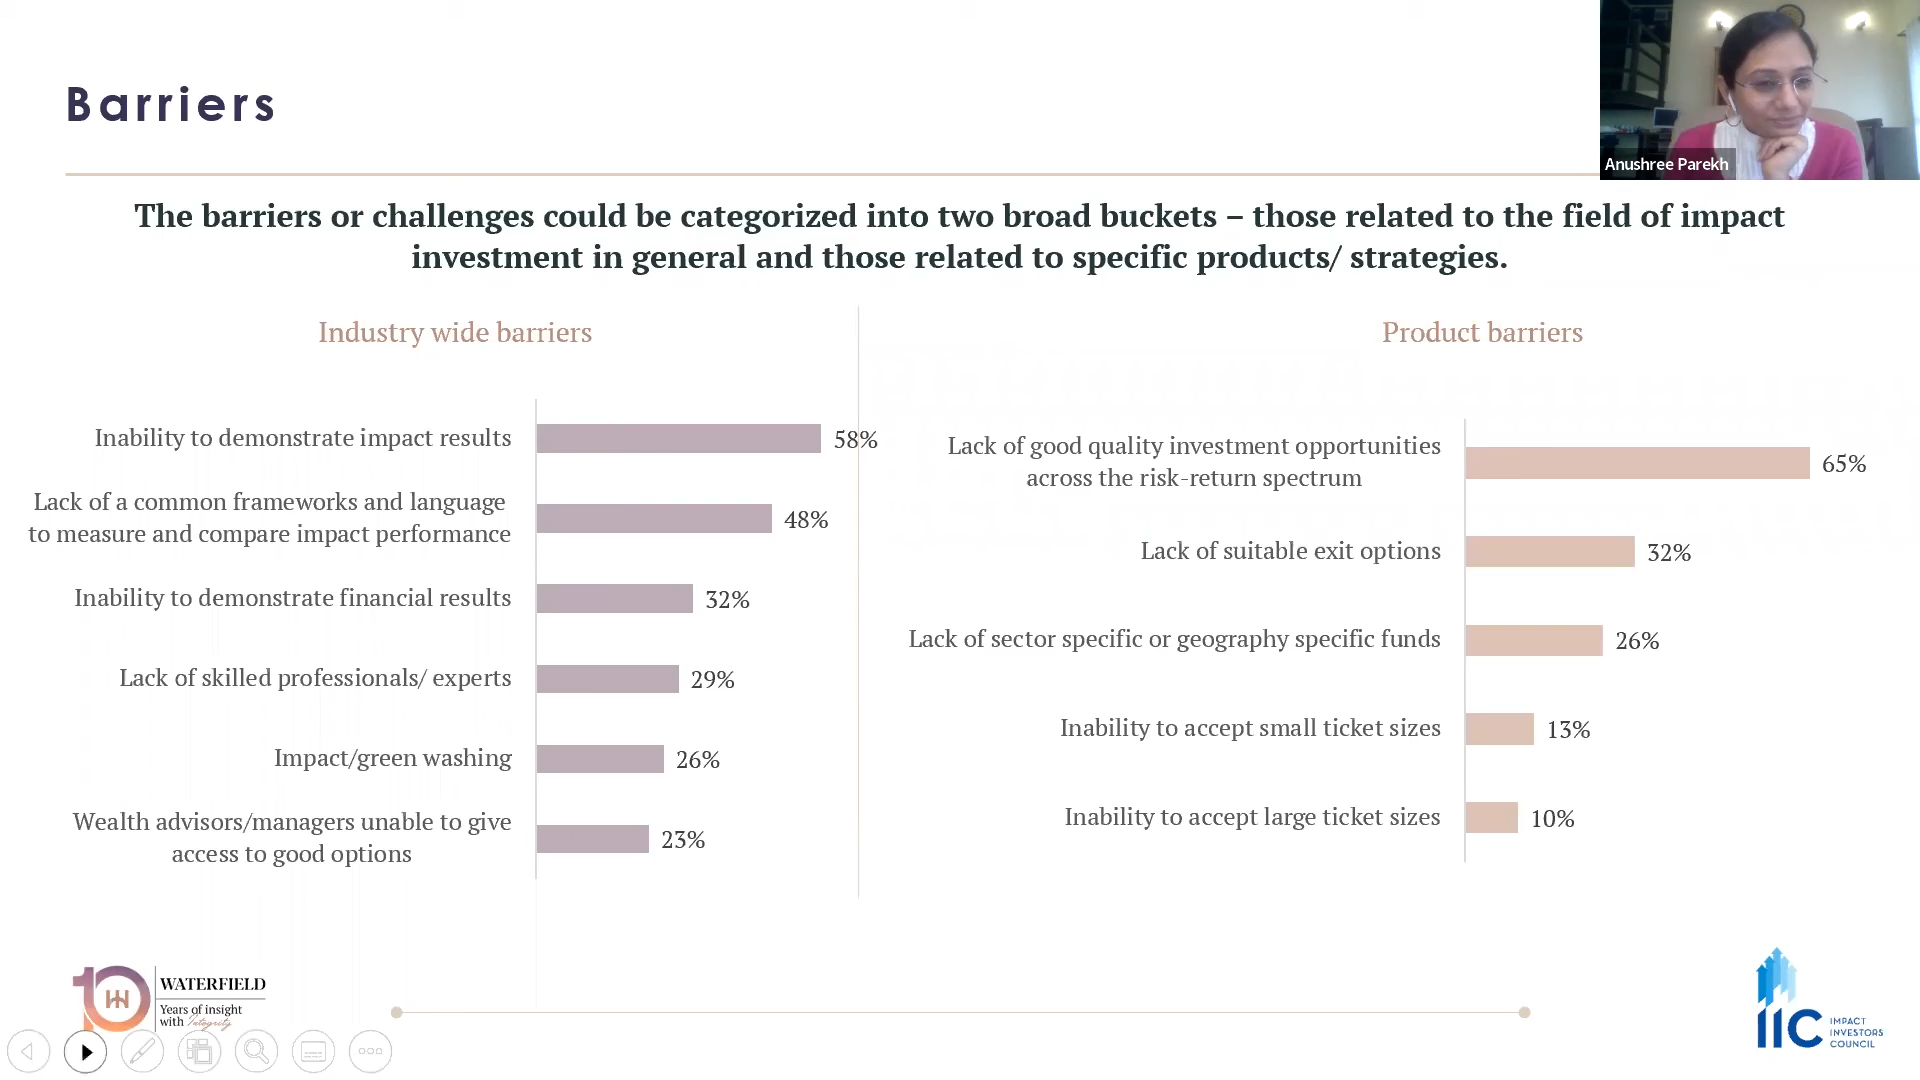 Barriers
Anushree Parekh
The barriers or challenges could be categorized into two broad buckets – those related to the field of impact
investment in general and those related to specific products/ strategies.
Industry wide barriers
Inability to demonstrate impact results
58%
Lack of a common frameworks and language
to measure and compare impact performance
48%
Inability to demonstrate financial results
32%
Lack of skilled professionals/ experts
29%
Impact/green washing
26%
Wealth advisors/managers unable to give
access to good options
23%
Product barriers
Lack of good quality investment opportunities
across the risk-return spectrum
65%
Lack of suitable exit options
32%
Lack of sector specific or geography specific funds
26%
Inability to accept small ticket sizes
13%
Inability to accept large ticket sizes
10%
10
WATERFIELD
Years of insight
with Integrity
IIC
IMPACT
INVESTORS
COUNCIL